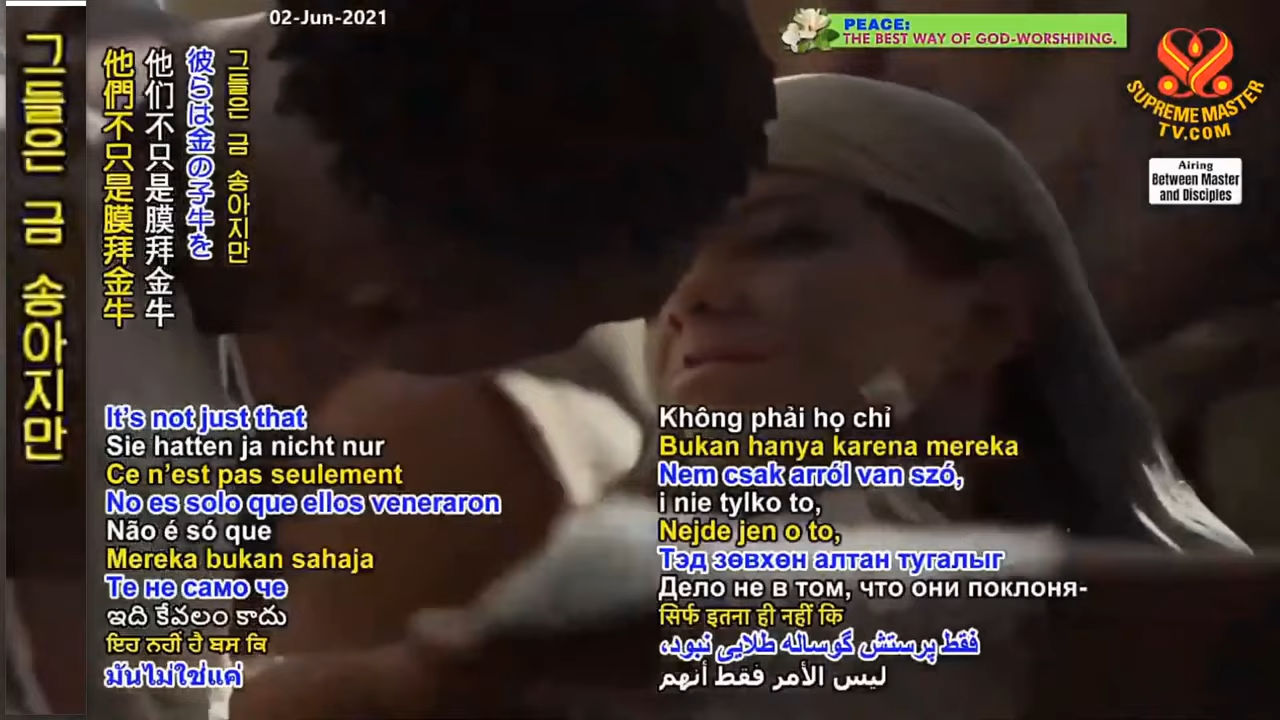 02-Jun-2021
PEACE:
THE BEST WAY OF GOD-WORSHIPING.
SUPREME MASTER
TV.COM
Airing
Between Master
and Disciples
그들은 금 송아지만
他們不只是膜拜金牛
他们不只是膜拜金牛
彼らは金の子牛を
그들은 금 송아지만
It's not just that
Sie hatten ja nicht nur
Ce n'est pas seulement
No es solo que ellos veneraron
Não é só que
Mereka bukan sahaja
Те не само че
ఇది కేవలం కాదు
ਇਹ ਨਹੀਂ ਹੈ ਬਸ ਕਿ
มันไม่ใช่แค่
Không phải họ chỉ
Bukan hanya karena mereka
Nem csak arról van szó,
i nie tylko to,
Nejde jen o to,
Тэд зөвхөн алтан тугалыг
Дело не в том, что они поклоня-
सिर्फ इतना ही नहीं कि
فقط پرستش گوساله طلایی نبود،
ليس الأمر فقط أنهم